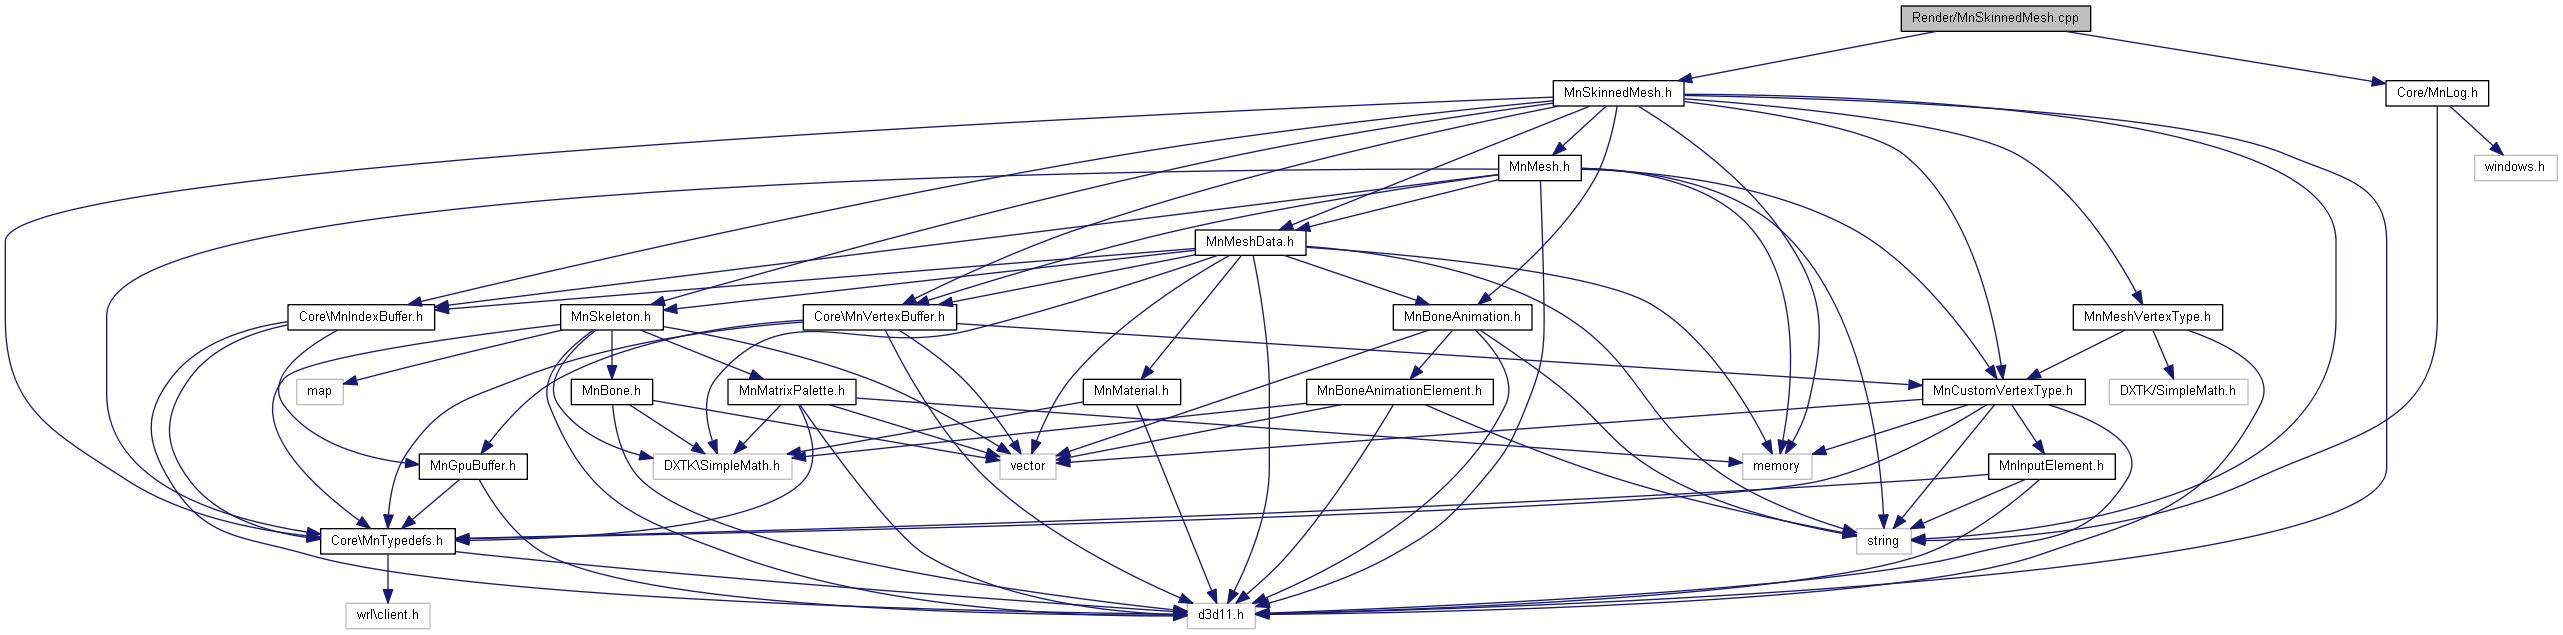 Render/MnSkinnedMesh.cpp
MnSkinnedMesh.h
Core/MnLog.h
MnMesh.h
windows.h
MnMeshData.h
Core\MnIndexBuffer.h
MnSkeleton.h
Core\MnVertexBuffer.h
MnBoneAnimation.h
MnMeshVertexType.h
map
MnBone.h
MnMatrixPalette.h
MnMaterial.h
MnBoneAnimationElement.h
MnCustomVertexType.h
DXTK/SimpleMath.h
MnGpuBuffer.h
DXTK\SimpleMath.h
vector
memory
MnInputElement.h
Core\MnTypedefs.h
string
wrl\client.h
d3d11.h